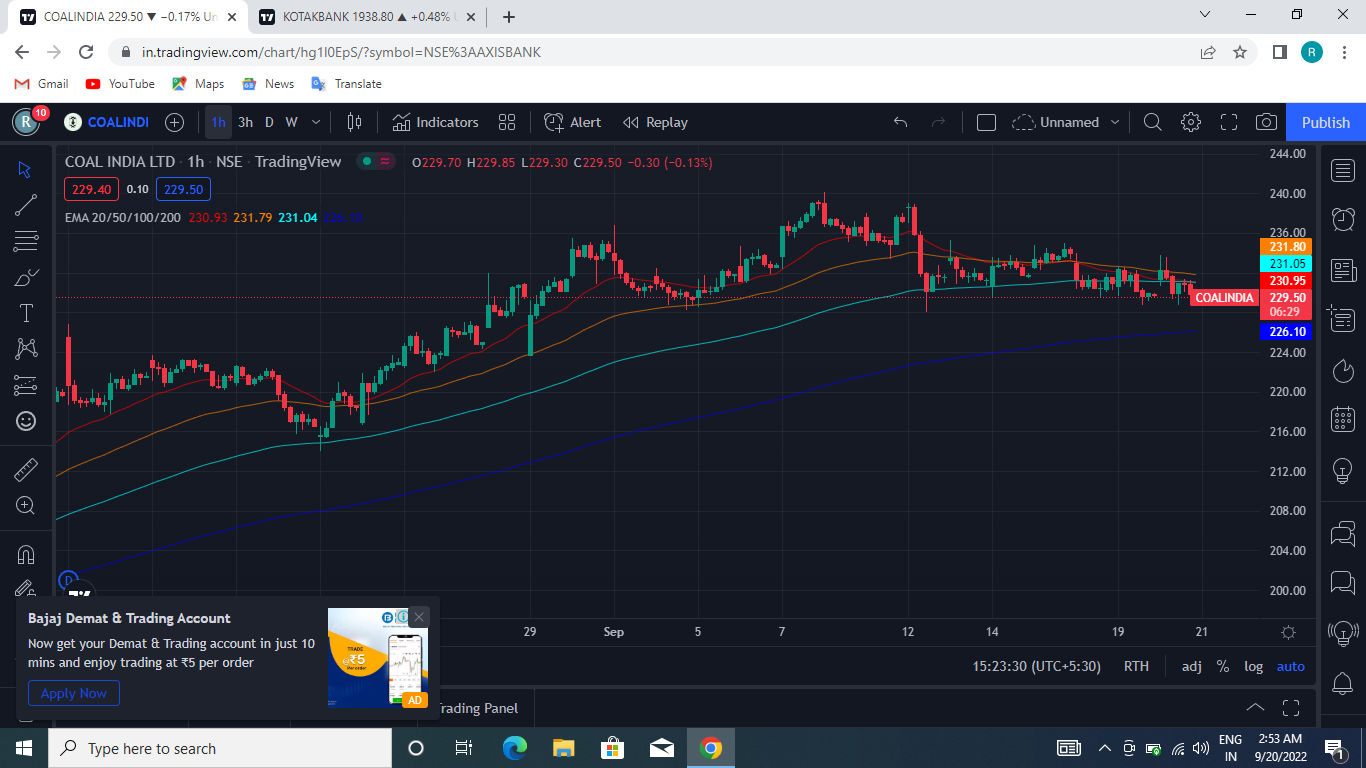 COALINDIA 229.50 ▼ −0.17% Un
KOTAKBANK 1938.80 ▲ +0.48% U
in.tradingview.com/chart/hg1I0EpS/?symbol=NSE%3AAXISBANK
R
Gmail YouTube Maps News Translate
R 10 COALINDI 1h 3h D W Indicators Alert Replay Unnamed Publish
COAL INDIA LTD · 1h · NSE · TradingView O229.70 H229.85 L229.30 C229.50 −0.30 (−0.13%)
229.40 0.10 229.50
EMA 20/50/100/200 230.93 231.79 231.04 226.10
244.00
240.00
236.00
231.80
231.05
230.95
COALINDIA 229.50
06:29
226.10
224.00
220.00
216.00
212.00
208.00
204.00
200.00
D
29 Sep 5 7 12 14 19 21
Bajaj Demat & Trading Account
Now get your Demat & Trading account in just 10
mins and enjoy trading at ₹5 per order
Apply Now
TRADE
@₹5
Per order
AD
15:23:30 (UTC+5:30) RTH adj % log auto
Trading Panel
Type here to search
ENG
IN
2:53 AM
9/20/2022
1